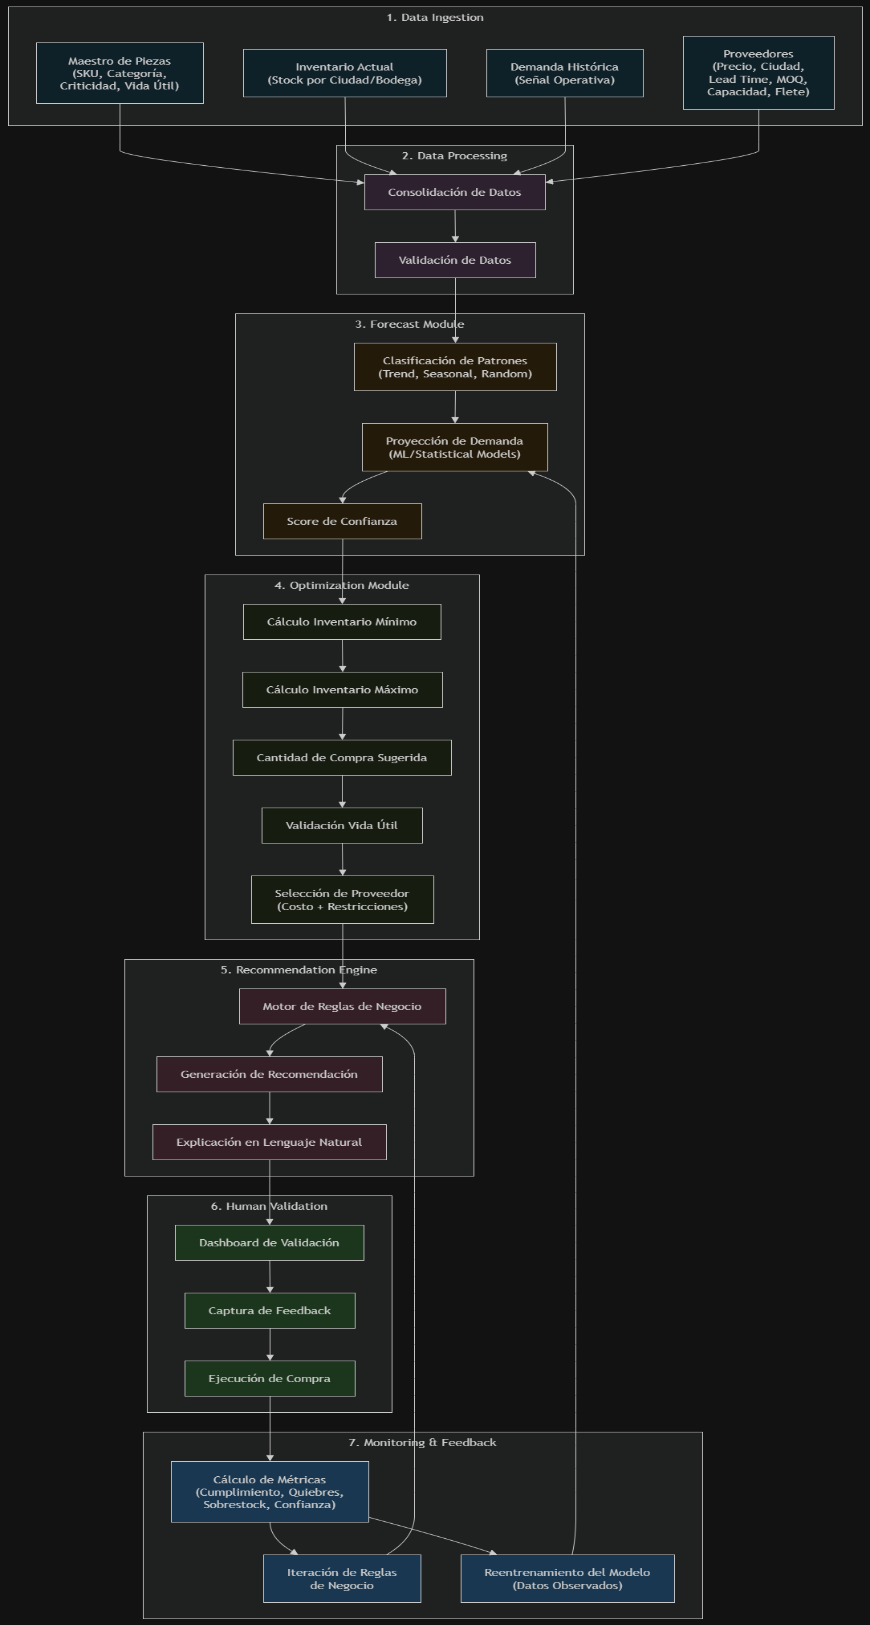 1. Data Ingestion
Maestro de Piezas
(SKU, Categoría,
Criticidad, Vida Útil)
Inventario Actual
(Stock por Ciudad/Bodega)
Demanda Histórica
(Señal Operativa)
Proveedores
(Precio, Ciudad,
Lead Time, MOQ,
Capacidad, Flete)
2. Data Processing
Consolidación de Datos
Validación de Datos
3. Forecast Module
Clasificación de Patrones
(Trend, Seasonal, Random)
Proyección de Demanda
(ML/Statistical Models)
Score de Confianza
4. Optimization Module
Cálculo Inventario Mínimo
Cálculo Inventario Máximo
Cantidad de Compra Sugerida
Validación Vida Útil
Selección de Proveedor
(Costo + Restricciones)
5. Recommendation Engine
Motor de Reglas de Negocio
Generación de Recomendación
Explicación en Lenguaje Natural
6. Human Validation
Dashboard de Validación
Captura de Feedback
Ejecución de Compra
7. Monitoring & Feedback
Cálculo de Métricas
(Cumplimiento, Quiebres,
Sobrestock, Confianza)
Iteración de Reglas
de Negocio
Reentrenamiento del Modelo
(Datos Observados)